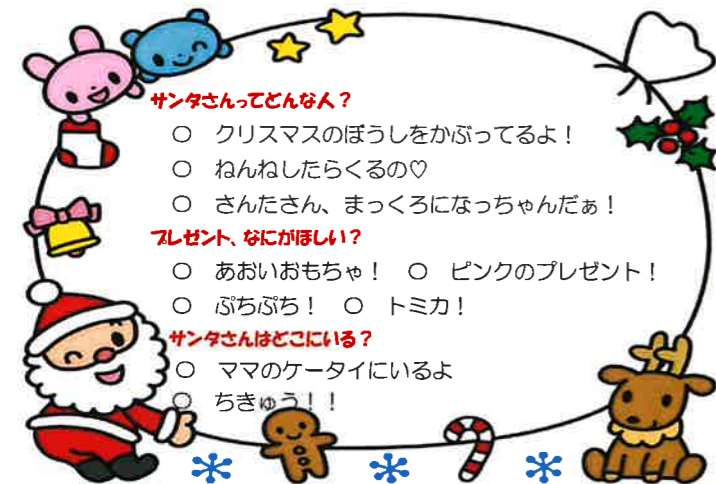 サンタさんってどんな人？
○　クリスマスのぼうしをかぶってるよ！
○　ねんねしたらくるの♡
○　さんたさん、まっくろになっちゃんだぁ！
プレゼント、なにがほしい？
○　あおいおもちゃ！　○　ピンクのプレゼント！
○　ぷちぷち！　○　トミカ！
サンタさんはどこにいる？
○　ママのケータイにいるよ
○　ちきゅう！！